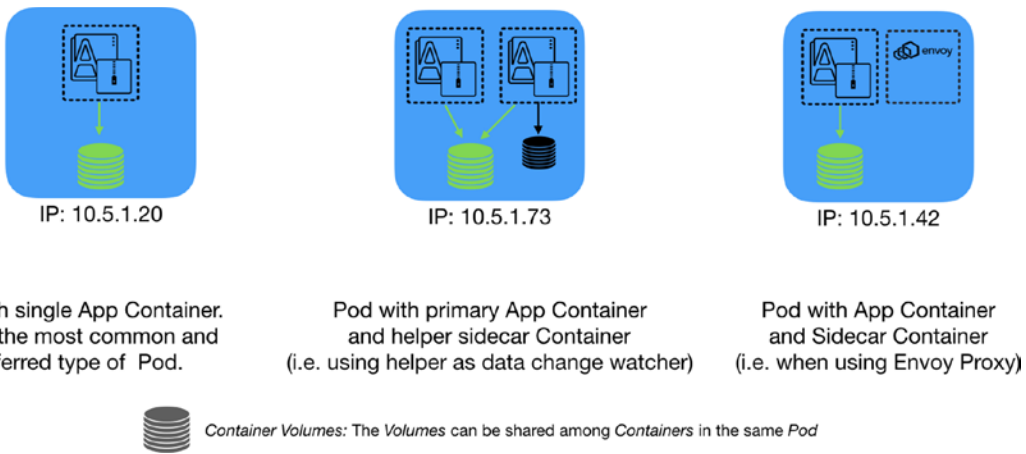 envoy
IP: 10.5.1.20
IP: 10.5.1.73
IP: 10.5.1.42
single App Container.
the most common and
type of Pod.
Pod with primary App Container
and helper sidecar Container
(i.e. using helper as data change watcher)
Pod with App Container
and Sidecar Container
(i.e. when using Envoy Proxy)
Container Volumes: The Volumes can be shared among Containers in the same Pod